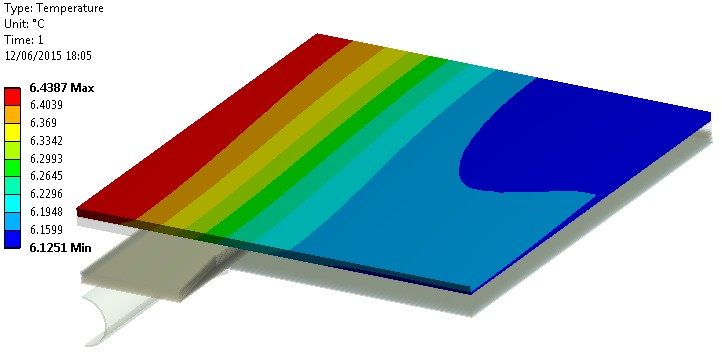 Type: Temperature
Unit: °C
Time: 1
12/06/2015 18:05
6.4387 Max
6.4039
6.369
6.3342
6.2993
6.2645
6.2296
6.1948
6.1599
6.1251 Min